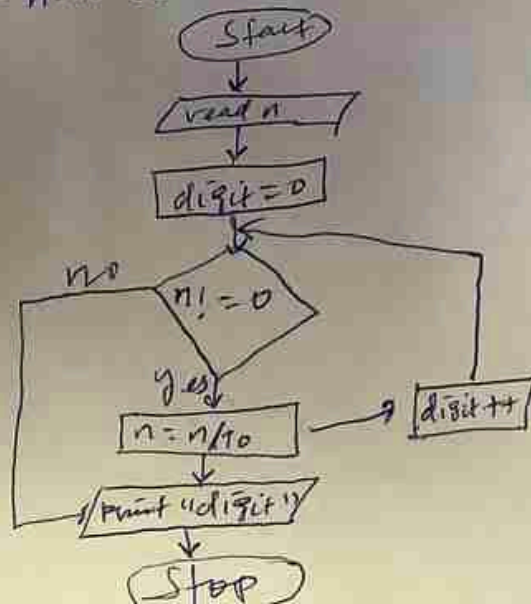 Start
read n
digit = 0
no
n! = 0
yes
n = n/10
digit ++
print "digit"
Stop